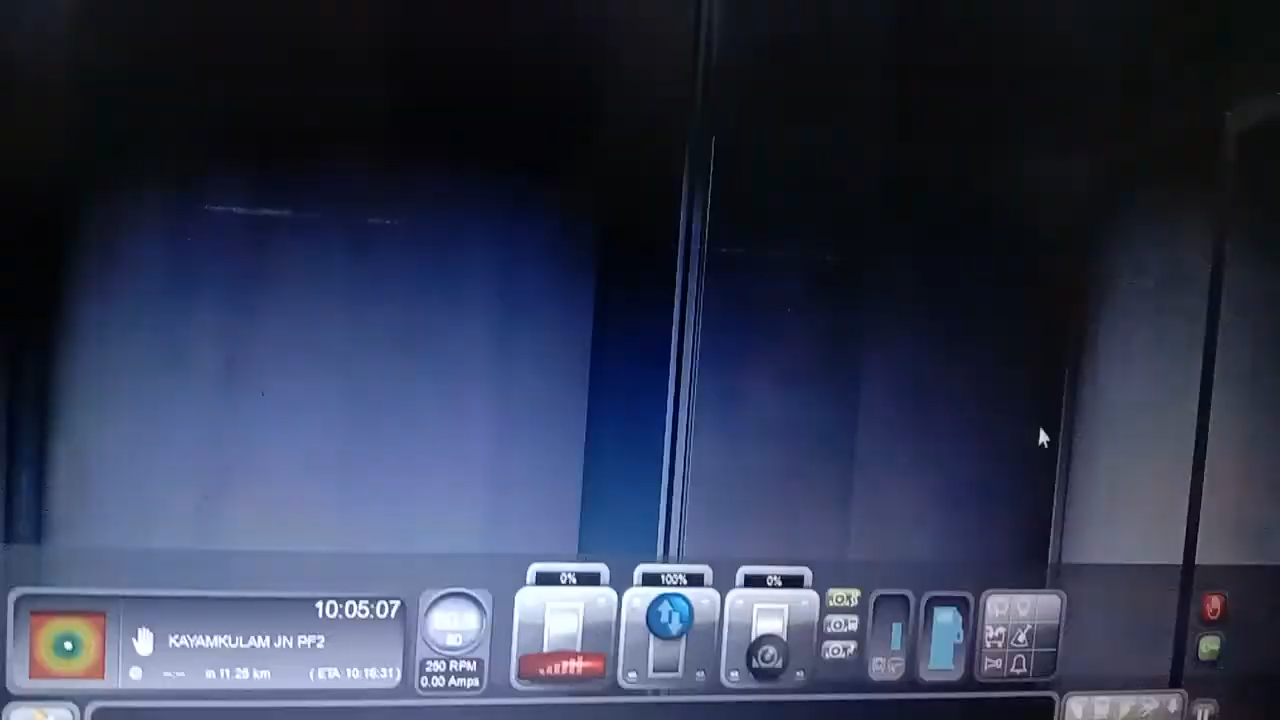 0%
100%
0%
10:05:07
KAYAMKULAM JN PF2
in 11.25 km
(ETA 10:16:31)
80
250 RPM
0.00 Amps